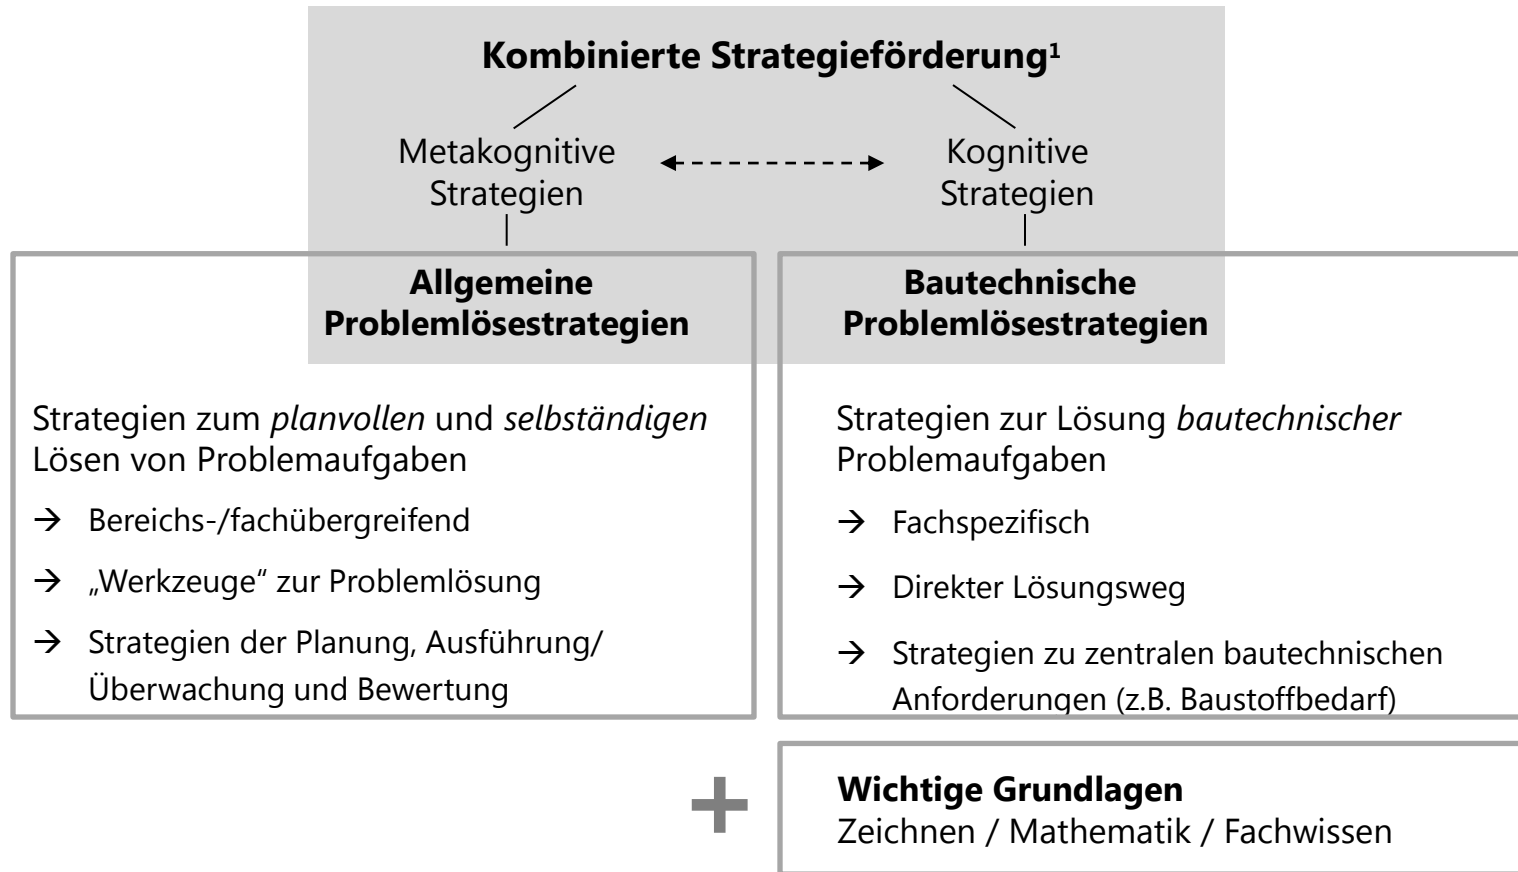 Kombinierte Strategieförderung¹
Metakognitive
Strategien
Kognitive
Strategien
Allgemeine
Problemlösestrategien
Strategien zum planvollen und selbständigen
Lösen von Problemaufgaben
→ Bereichs-/fachübergreifend
→ „Werkzeuge“ zur Problemlösung
→ Strategien der Planung, Ausführung/
Überwachung und Bewertung
Bautechnische
Problemlösestrategien
Strategien zur Lösung bautechnischer
Problemaufgaben
→ Fachspezifisch
→ Direkter Lösungsweg
→ Strategien zu zentralen bautechnischen
Anforderungen (z.B. Baustoffbedarf)
+
Wichtige Grundlagen
Zeichnen / Mathematik / Fachwissen